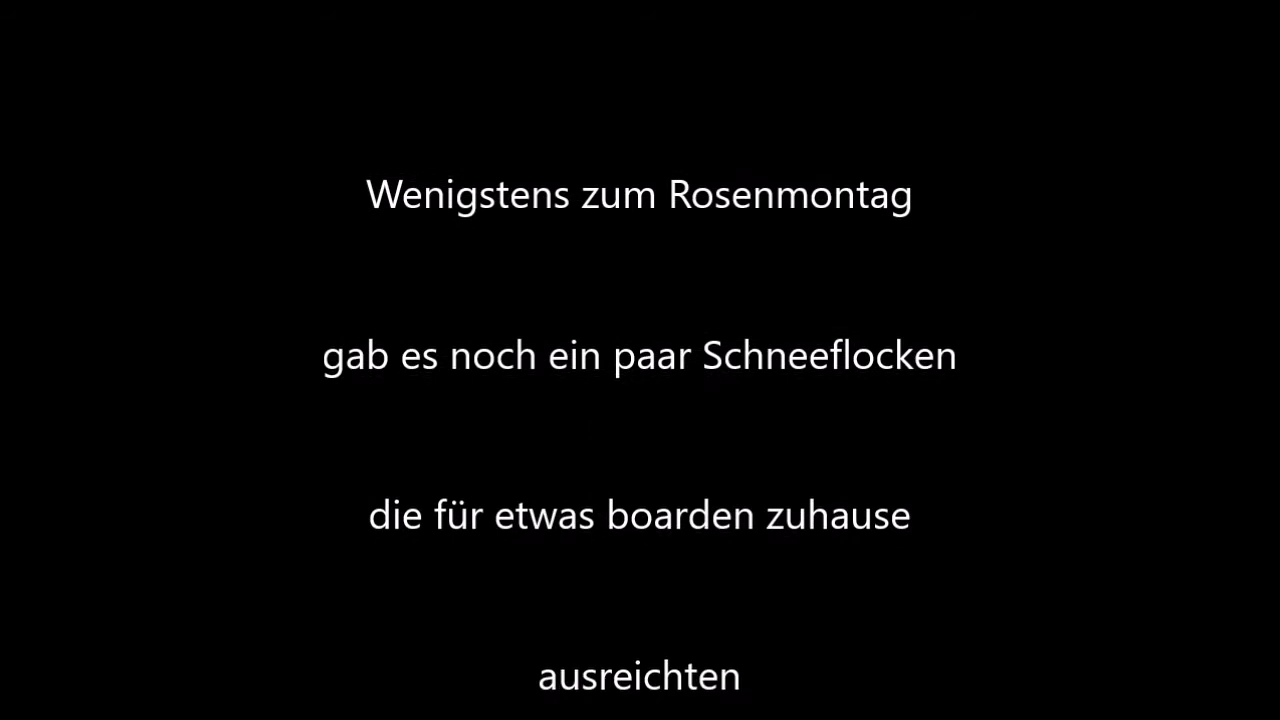 Wenigstens zum Rosenmontag
gab es noch ein paar Schneeflocken
die für etwas boarden zuhause
ausreichten